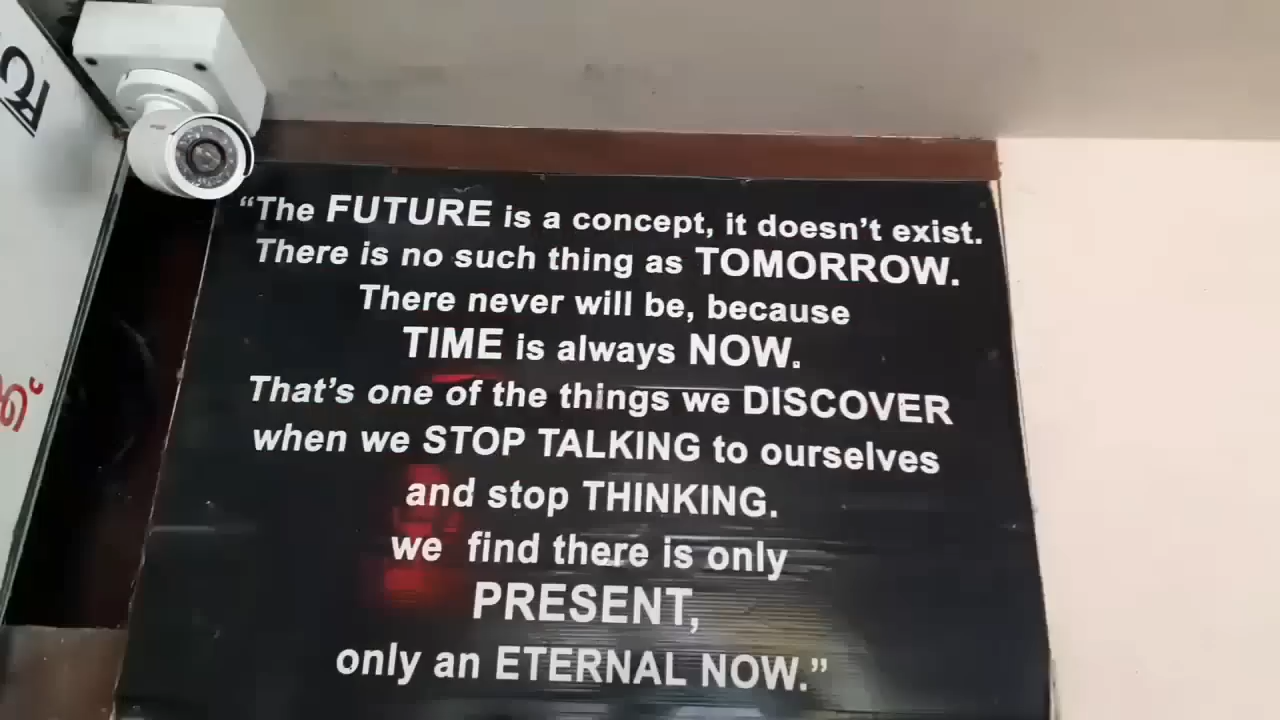 “The FUTURE is a concept, it doesn’t exist.
There is no such thing as TOMORROW.
There never will be, because
TIME is always NOW.
That’s one of the things we DISCOVER
when we STOP TALKING to ourselves
and stop THINKING.
we find there is only
PRESENT,
only an ETERNAL NOW.”